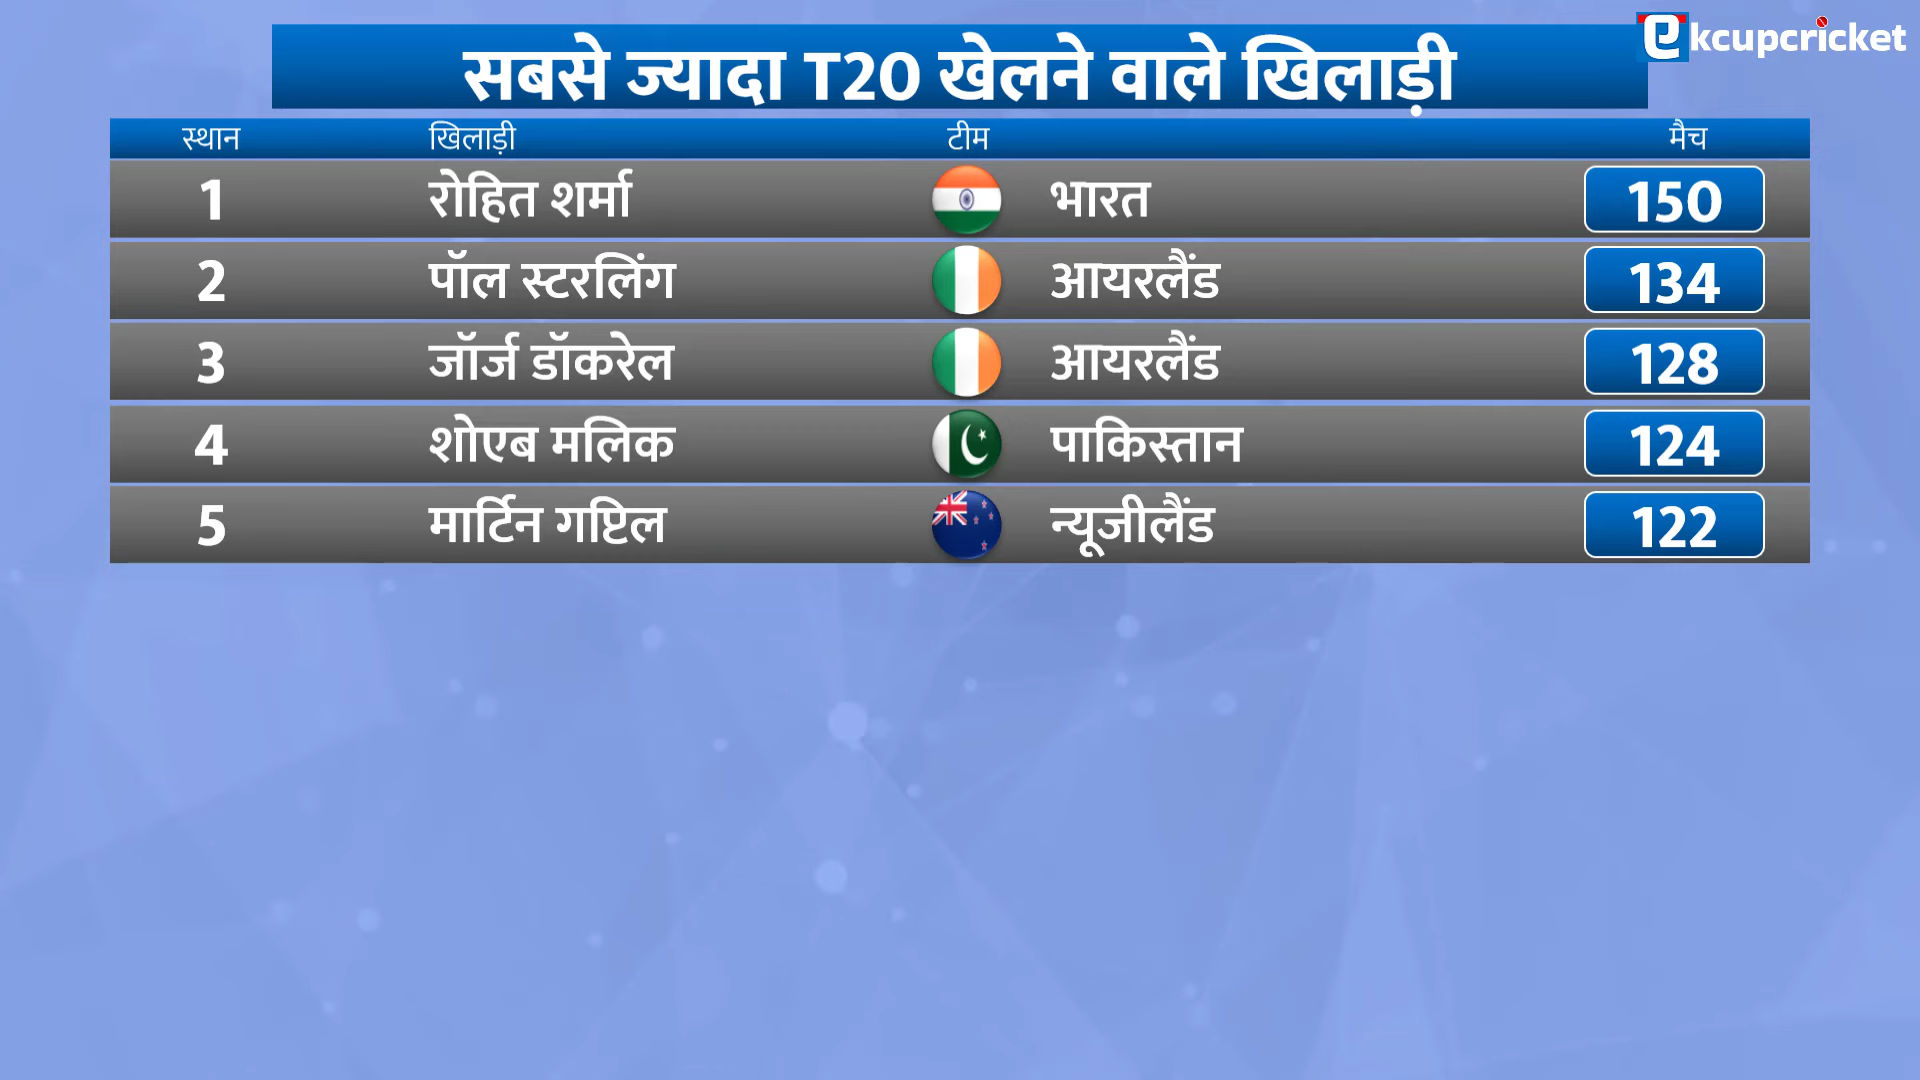 सबसे ज्यादा T20 खेलने वाले खिलाड़ी
ekcupcricket
स्थान खिलाड़ी टीम मैच
1 रोहित शर्मा भारत 150
2 पॉल स्टरलिंग आयरलैंड 134
3 जॉर्ज डॉकरेल आयरलैंड 128
4 शोएब मलिक पाकिस्तान 124
5 मार्टिन गप्टिल न्यूजीलैंड 122